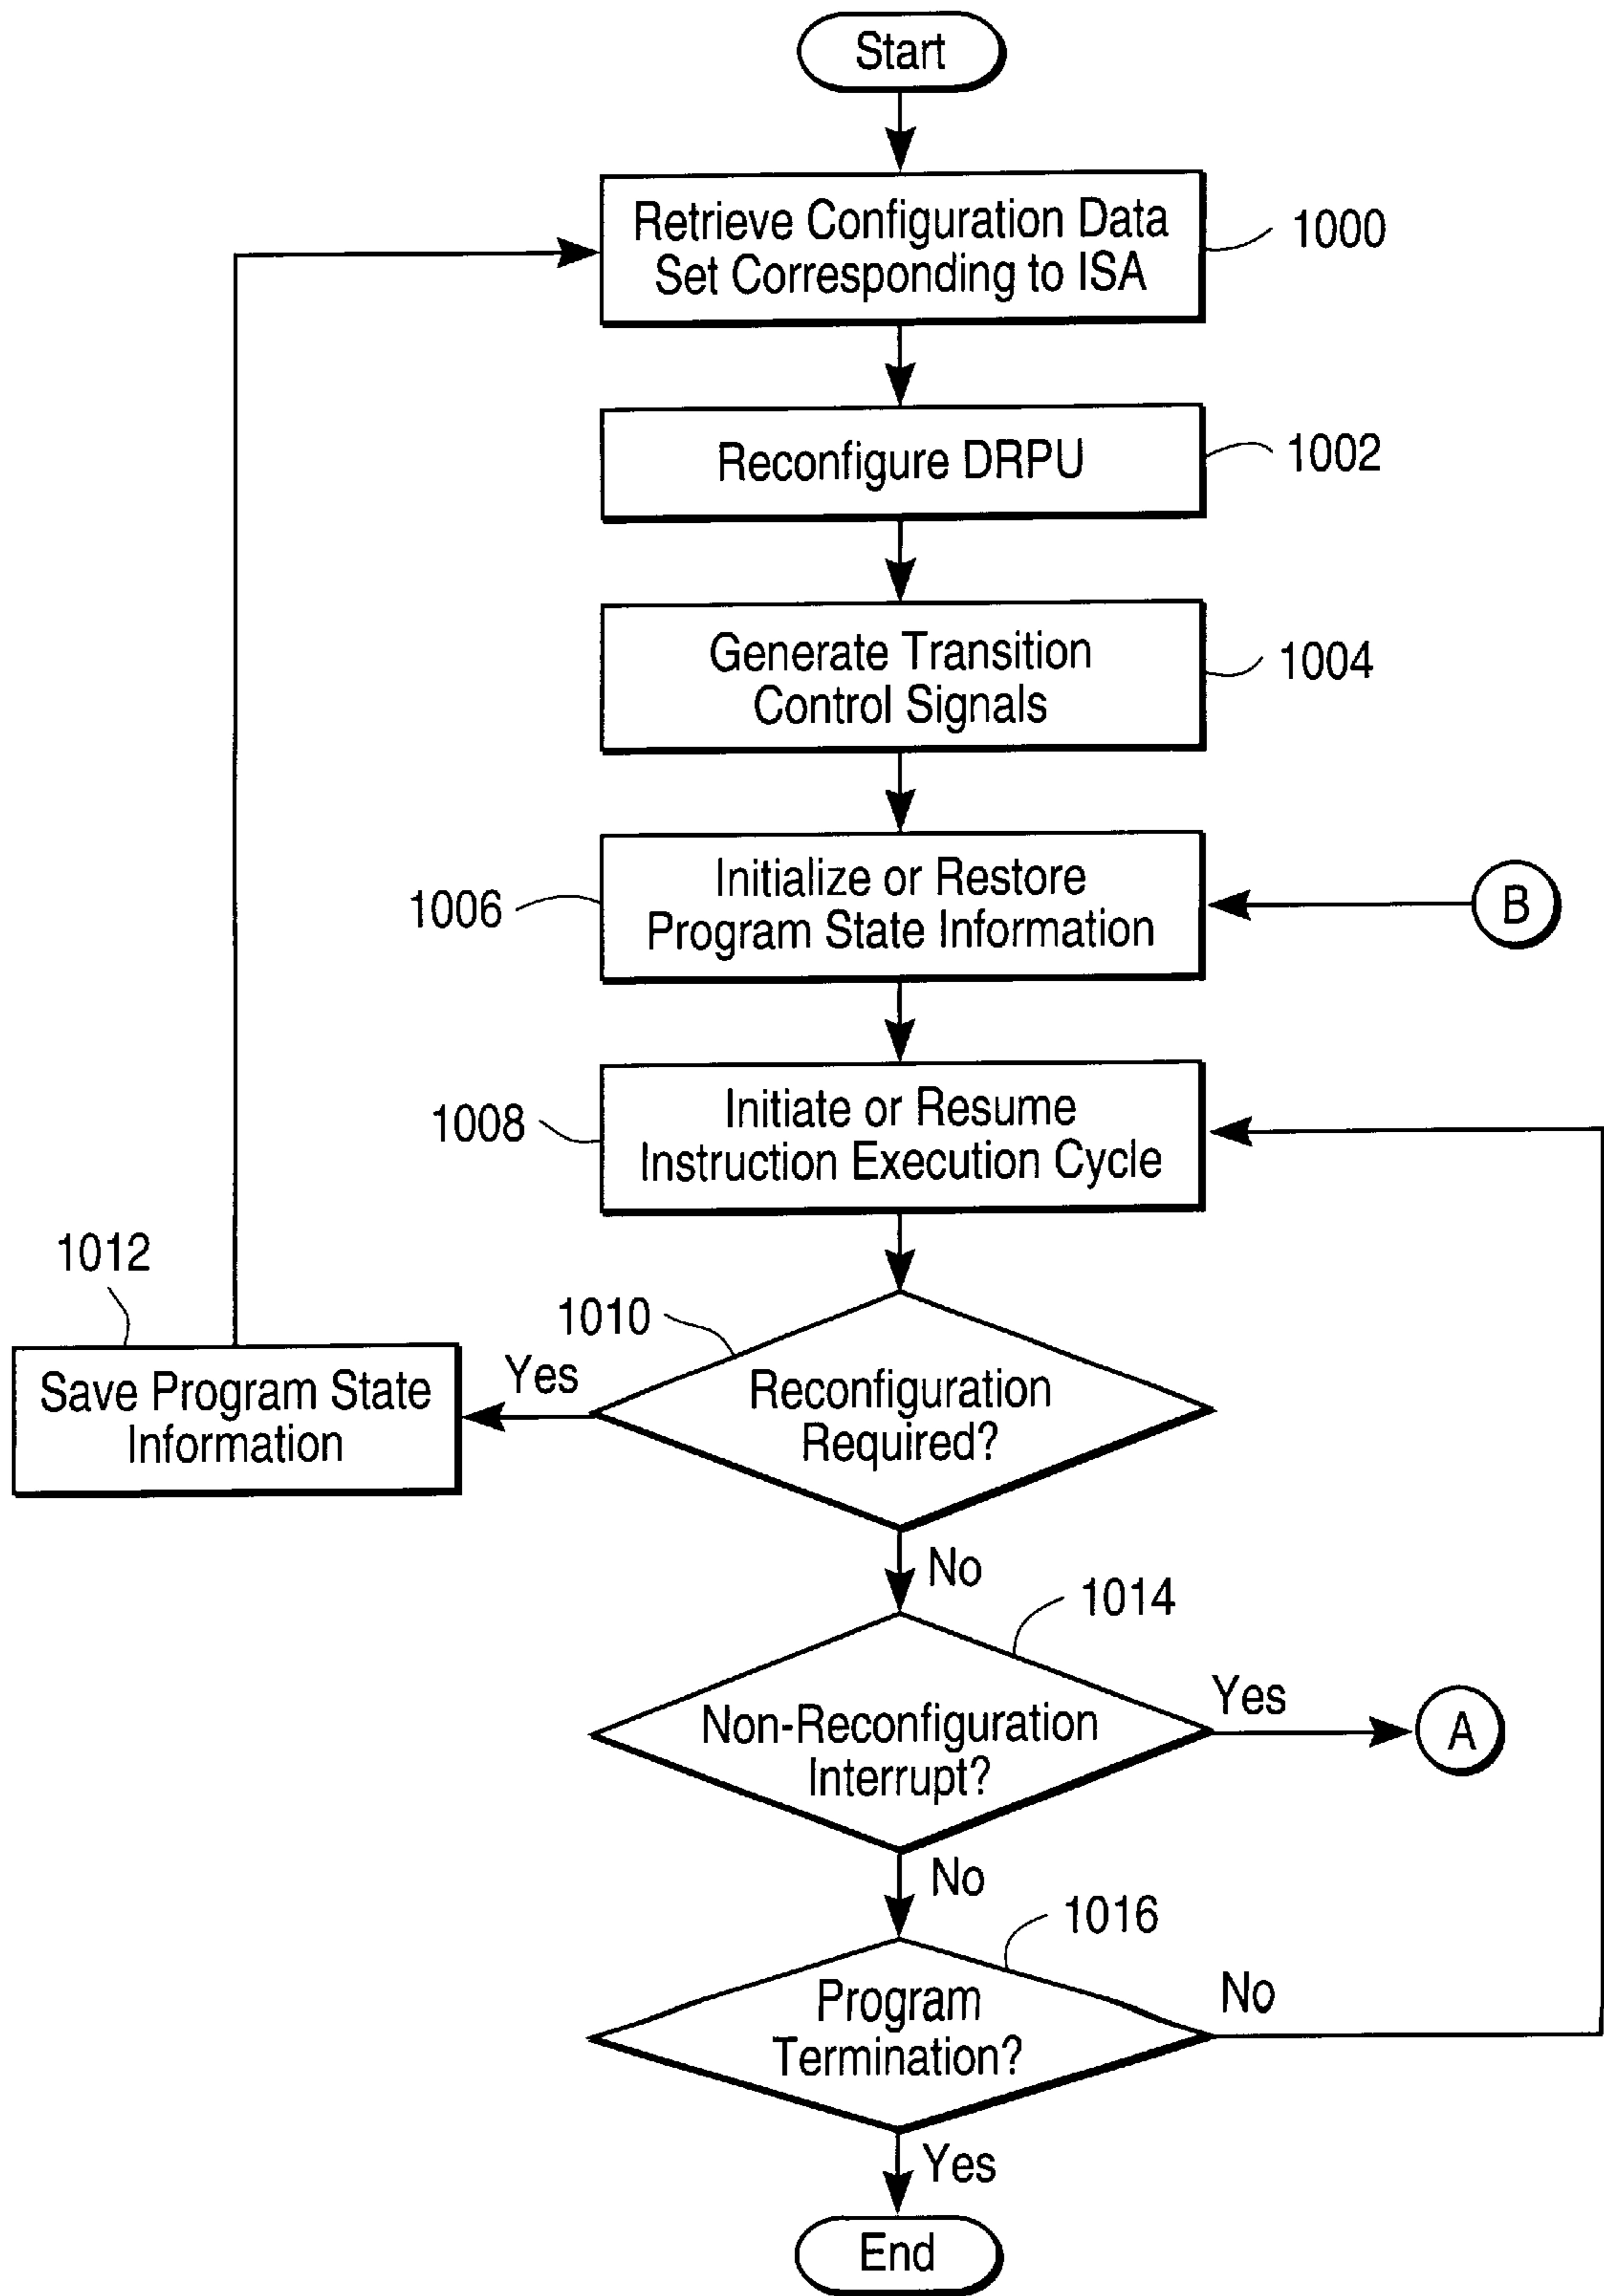 Start
Retrieve Configuration Data
Set Corresponding to ISA
1000
Reconfigure DRPU
1002
Generate Transition
Control Signals
1004
Initialize or Restore
Program State Information
1006
B
Initiate or Resume
Instruction Execution Cycle
1008
1012
Save Program State
Information
Yes
1010
Reconfiguration
Required?
No
1014
Non-Reconfiguration
Interrupt?
Yes
A
No
1016
Program
Termination?
No
Yes
End